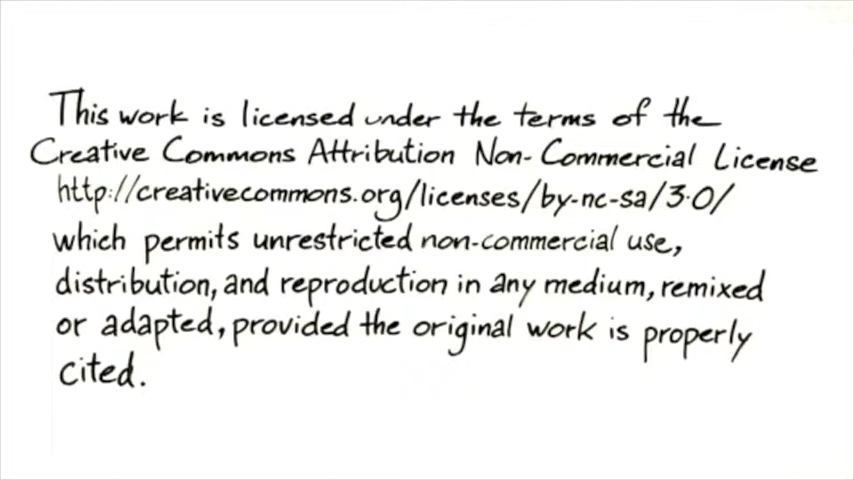 This work is licensed under the terms of the
Creative Commons Attribution Non-Commercial License
http://creativecommons.org/licenses/by-nc-sa/3.0/
which permits unrestricted non-commercial use,
distribution, and reproduction in any medium, remixed
or adapted, provided the original work is properly
cited.